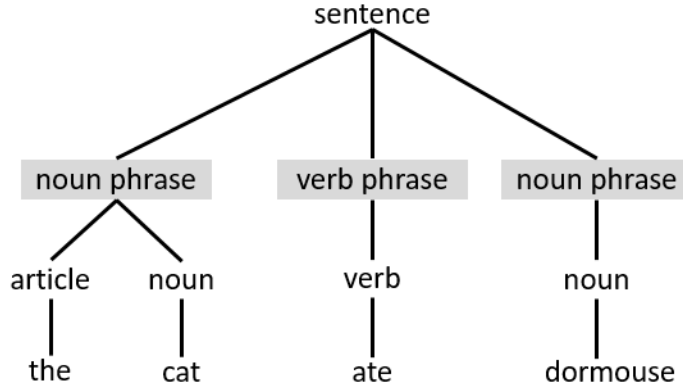 sentence
noun phrase verb phrase noun phrase
article noun verb noun
the cat ate dormouse